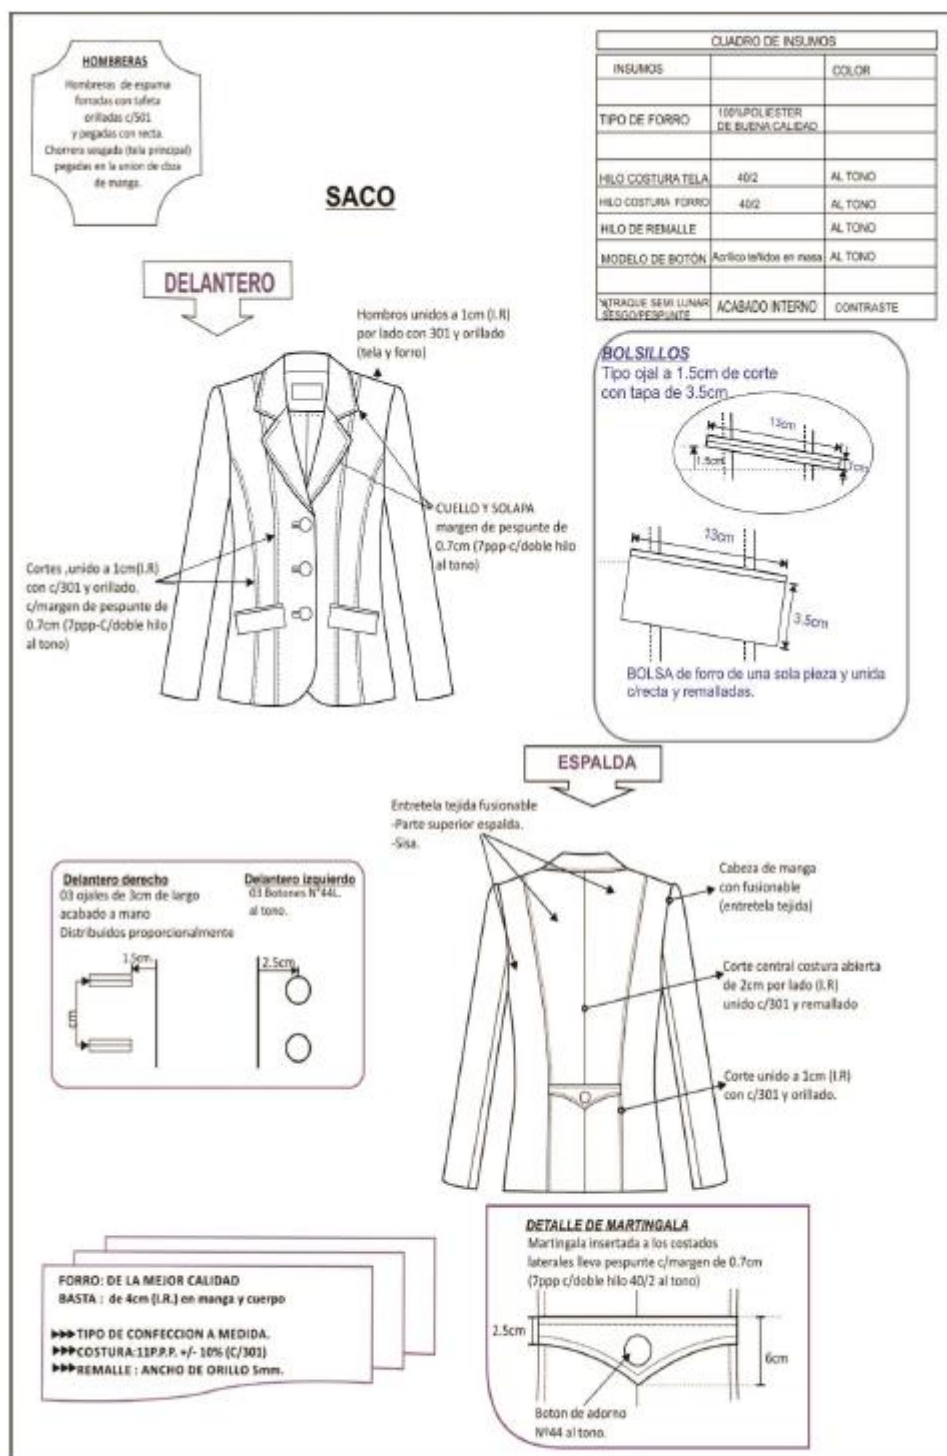 HOMBRERAS
Hombreras de espuma
forradas con tafeta
orilladas c/501
y pegadas con recta.
Chorrera sesgada (tela principal)
pegadas en la union de cbza
de manga.
CUADRO DE INSUMOS
INSUMOS COLOR
TIPO DE FORRO 100%POLIESTER
DE BUENA CALIDAD
HILO COSTURA TELA 40/2 AL TONO
HILO COSTURA FORRO 40/2 AL TONO
HILO DE REMALLE AL TONO
MODELO DE BOTÓN Acrilico teñidos en masa AL TONO
ATRAQUE SEMI LUNAR
SESGO/PESPUNTE ACABADO INTERNO CONTRASTE
SACO
DELANTERO
Hombros unidos a 1cm (I.R)
por lado con 301 y orillado
(tela y forro)
CUELLO Y SOLAPA
margen de pespunte de
0.7cm (7ppp-c/doble hilo
al tono)
Cortes ,unido a 1cm(I.R)
con c/301 y orillado.
c/margen de pespunte de
0.7cm (7ppp-C/doble hilo
al tono)
BOLSILLOS
Tipo ojal a 1.5cm de corte
con tapa de 3.5cm
13cm
1.5cm
1cm
13cm
3.5cm
BOLSA de forro de una sola pieza y unida
c/recta y remalladas.
ESPALDA
Entretela tejida fusionable
-Parte superior espalda.
-Sisa.
Cabeza de manga
con fusionable
(entretela tejida)
Corte central costura abierta
de 2cm por lado (I.R)
unido c/301 y remallado
Corte unido a 1cm (I.R)
con c/301 y orillado.
Delantero derecho
03 ojales de 3cm de largo
acabado a mano
Distribuidos proporcionalmente
1.5cm.
cm
Delantero izquierdo
03 Botones N°44L.
al tono.
2.5cm
FORRO: DE LA MEJOR CALIDAD
BASTA : de 4cm (I.R.) en manga y cuerpo
TIPO DE CONFECCION A MEDIDA.
COSTURA:11P.P.P. +/- 10% (C/301)
REMALLE : ANCHO DE ORILLO 5mm.
DETALLE DE MARTINGALA
Martingala insertada a los costados
laterales lleva pespunte c/margen de 0.7cm
(7ppp c/doble hilo 40/2 al tono)
2.5cm
6cm
Boton de adorno
Nº44 al tono.